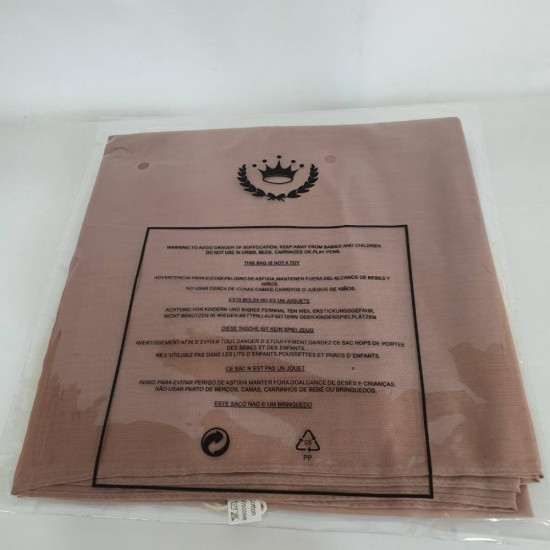 WARNING:TO AVOID DANGER OF SUFFOCATION, KEEP AWAY FROM BABIES AND CHILDREN.
DO NOT USE IN CRIBS, BEDS, CARRIAGES OR PLAY PENS.
THIS BAG IS NOT A TOY
ADVERTENCIA:PARA EVITAR PELIGRO DE ASFIXIA, MANTENER FUERA DEL ALCANCE DE BEBES Y
NIÑOS.
NO USAR CERCA DE CUNAS, CAMAS, CARRITOS O JUEGOS DE NIÑOS.
ESTA BOLSA NO ES UN JUGUETE
ACHTUNG:VON KINDERN UND BABIES FERNHAL TEN WEIL ERSTICKUNGSGEFAHR.
NICHT BENUTZEN IN WIEGEN, BETTEN, LAUFGITTERN ODER KINDERSPIELPLÄTZEN
DIESE TASCHE IST KEIN SPIEL ZEUG
AVERTISSEMENT:AFIN D'EVITER TOUT DANGER D'ETOUFFEMENT, GARDEZ CE SAC HORS DE PORTEE
DES BEBES ET DES ENFANTS.
NE L'UTILISEZ PAS DANS LES LITS D'ENFANTS, POUSSETTES ET PARCS D'ENFANTS.
CE SAC N'EST PAS UN JOUET
AVISO: PARA EVITAR PERIGO DE ASFIXIA MANTER FORA DO ALCANCE DE BEBÉS E CRIANÇAS,
NÃO USAR PERTO DE BERÇOS, CAMAS, CARRINHOS DE BEBÉ OU BRINQUEDOS.
ESTE SACO NÃO E UM BRINQUEDO
05
PP